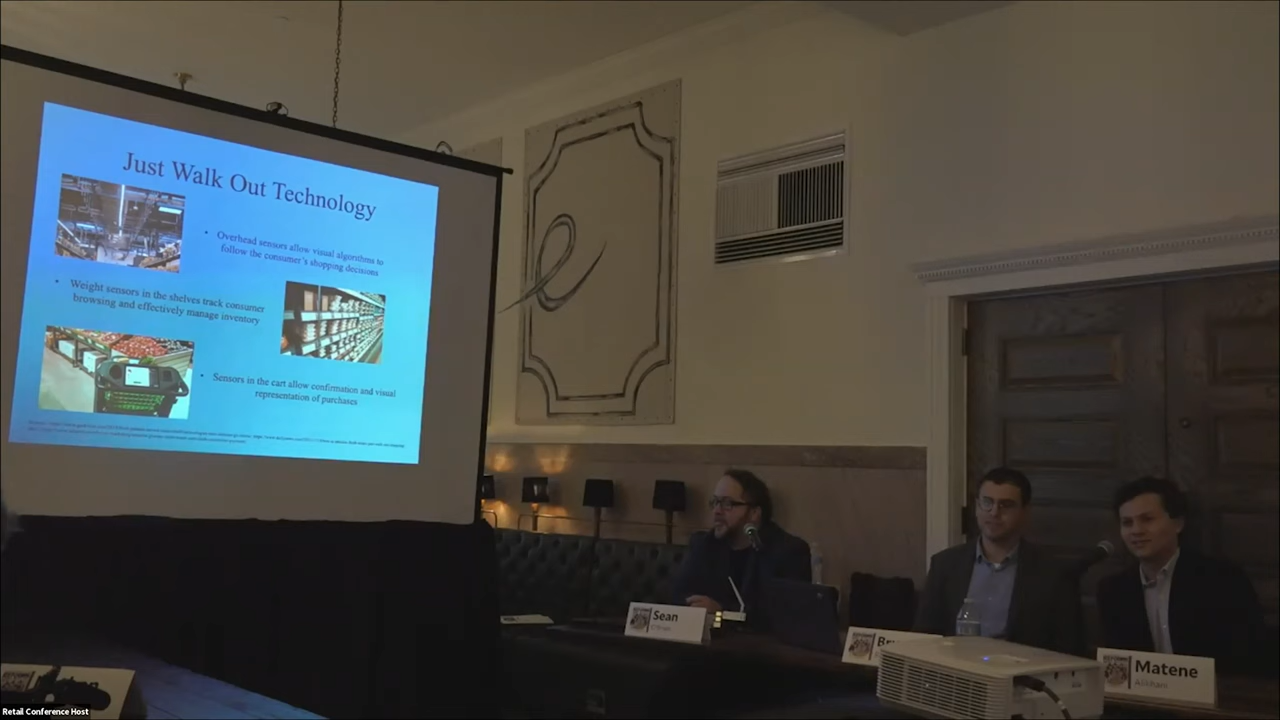 Just Walk Out Technology
• Overhead sensors allow visual algorithms to
follow the consumer's shopping decisions
• Weight sensors in the shelves track consumer
browsing and effectively manage inventory
• Sensors in the cart allow confirmation and visual
representation of purchases
Sean
Matene
Retail Conference Host